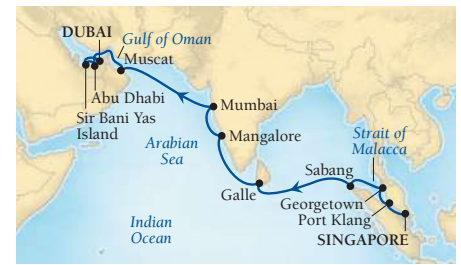 DUBAI
Gulf of Oman
Muscat
Abu Dhabi
Sir Bani Yas
Island
Mumbai
Arabian
Sea
Mangalore
Strait of
Malacca
Sabang
Galle
Georgetown
Port Klang
Indian
Ocean
SINGAPORE